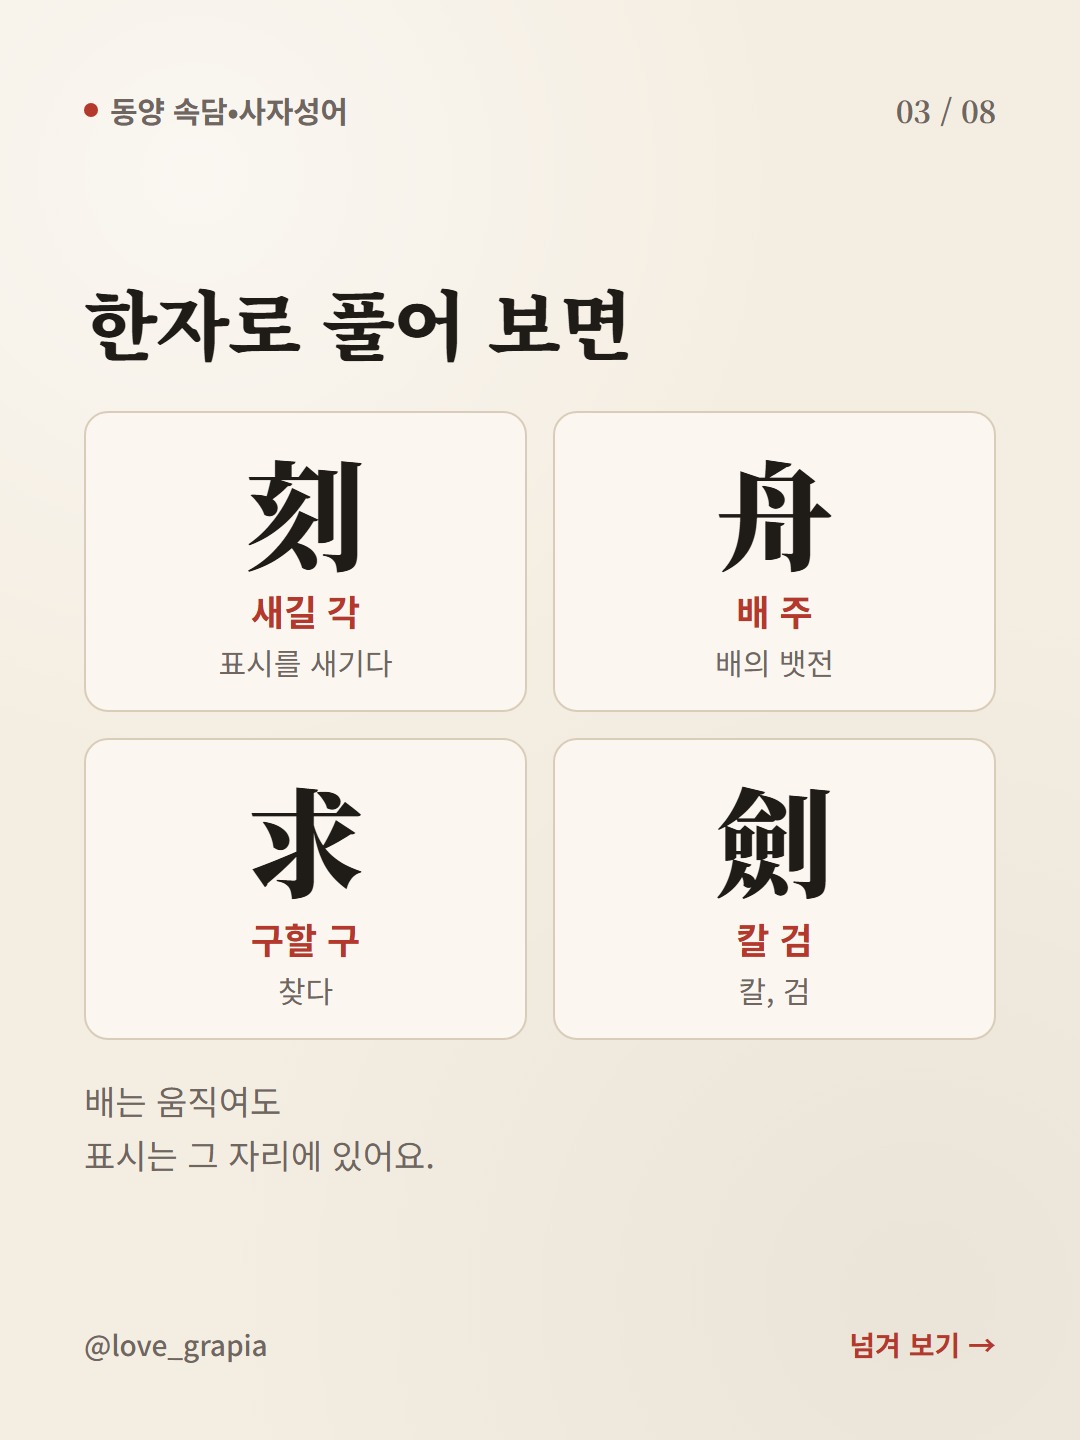 동양 속담•사자성어
03 / 08
한자로 풀어 보면
刻
새길 각
표시를 새기다
舟
배 주
배의 뱃전
求
구할 구
찾다
劍
칼 검
칼, 검
배는 움직여도
표시는 그 자리에 있어요.
@love_grapia
넘겨 보기 →